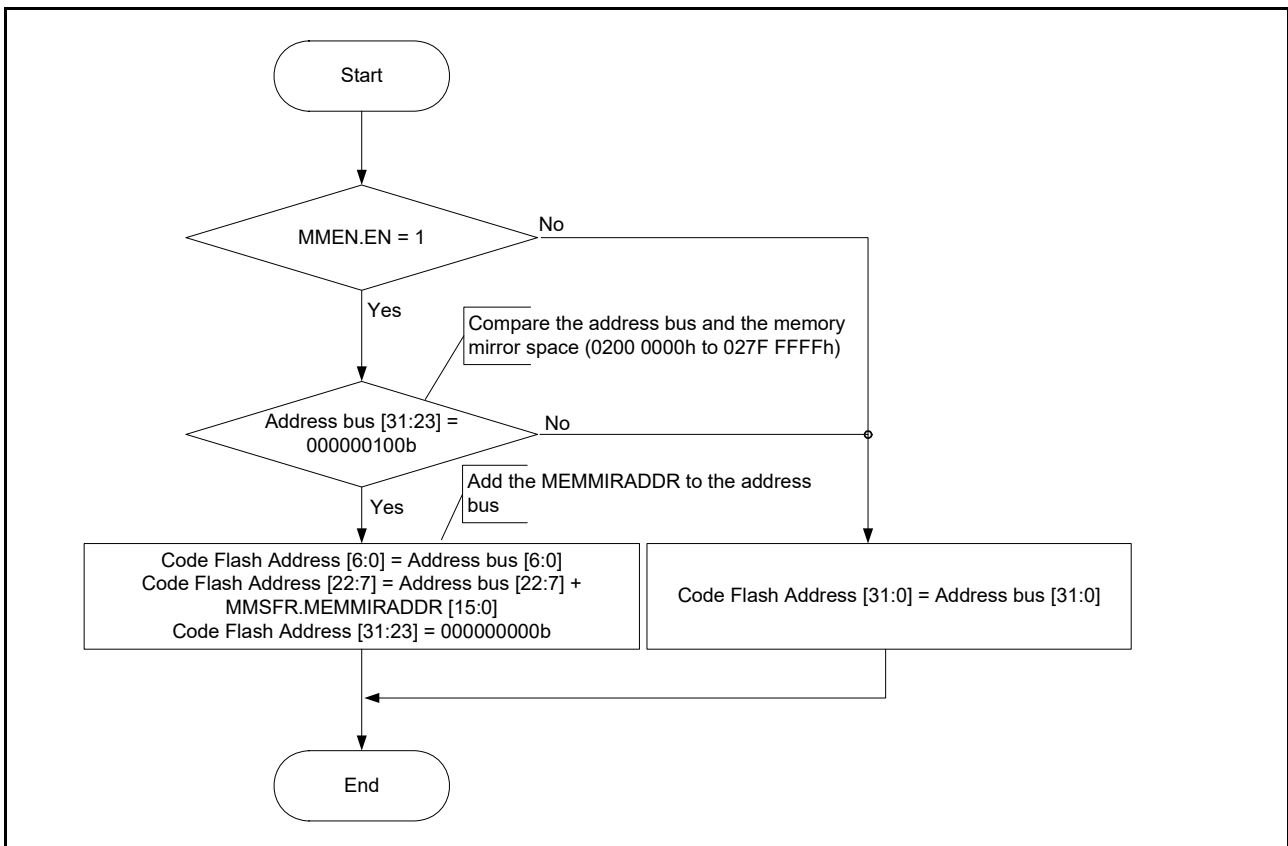 Start
MMEN.EN = 1
No
Yes
Compare the address bus and the memory
mirror space (0200 0000h to 027F FFFFh)
Address bus [31:23] =
000000100b
No
Yes
Add the MEMMIRADDR to the address
bus
Code Flash Address [6:0] = Address bus [6:0]
Code Flash Address [22:7] = Address bus [22:7] +
MMSFR.MEMMIRADDR [15:0]
Code Flash Address [31:23] = 000000000b
Code Flash Address [31:0] = Address bus [31:0]
End